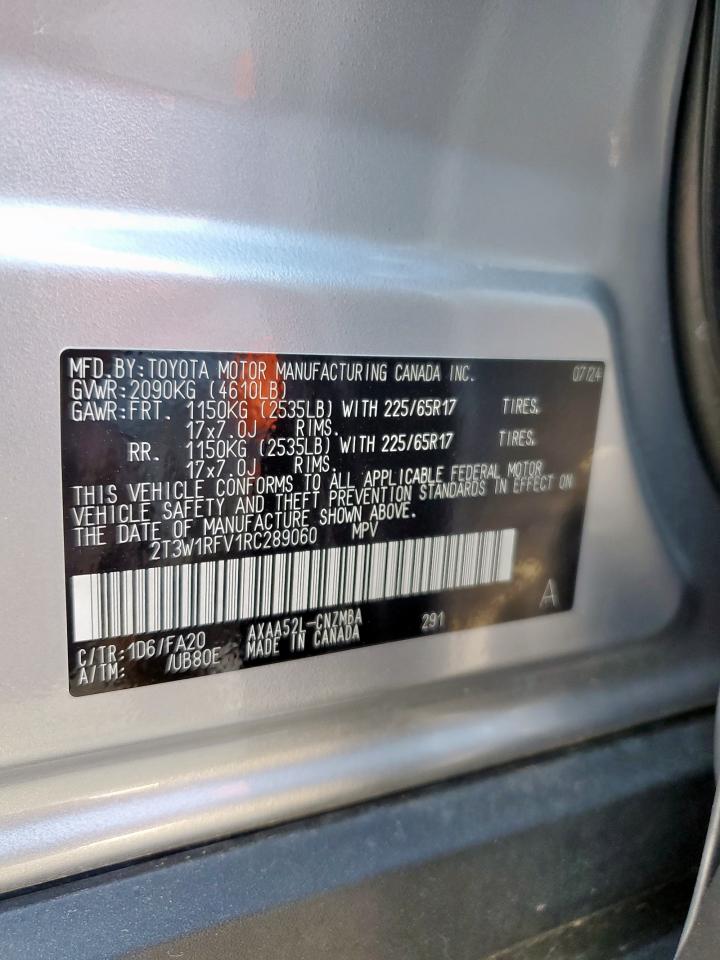 MFD.BY:TOYOTA MOTOR MANUFACTURING CANADA INC. 07/24
GVWR:2090KG (4610LB)
GAWR:FRT. 1150KG (2535LB) WITH 225/65R17 TIRES,
17x7.0J RIMS.
RR. 1150KG (2535LB) WITH 225/65R17 TIRES,
17x7.0J RIMS.
THIS VEHICLE CONFORMS TO ALL APPLICABLE FEDERAL MOTOR
VEHICLE SAFETY AND THEFT PREVENTION STANDARDS IN EFFECT ON
THE DATE OF MANUFACTURE SHOWN ABOVE.
2T3W1RFV1RC289060 MPV
A
C/TR:1D6/FA20 AXAA52L-CNZMBA 291
A/TM: /UB80E MADE IN CANADA